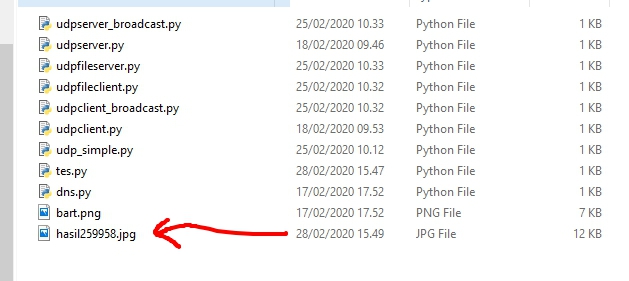 udpserver_broadcast.py 25/02/2020 10.33 Python File 1 KB
udpserver.py 18/02/2020 09.46 Python File 1 KB
udpfileserver.py 25/02/2020 10.33 Python File 1 KB
udpfileclient.py 25/02/2020 10.32 Python File 1 KB
udpclient_broadcast.py 25/02/2020 10.32 Python File 1 KB
udpclient.py 18/02/2020 09.53 Python File 1 KB
udp_simple.py 25/02/2020 10.12 Python File 1 KB
tes.py 28/02/2020 15.47 Python File 1 KB
dns.py 17/02/2020 17.52 Python File 1 KB
bart.png 17/02/2020 17.52 PNG File 7 KB
hasil259958.jpg 28/02/2020 15.49 JPG File 12 KB